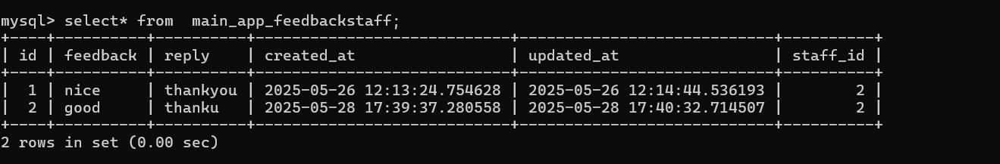 mysql> select* from  main_app_feedbackstaff;
+----+----------+----------+----------------------------+----------------------------+----------+
| id | feedback | reply    | created_at                 | updated_at                 | staff_id |
+----+----------+----------+----------------------------+----------------------------+----------+
|  1 | nice     | thankyou | 2025-05-26 12:13:24.754628 | 2025-05-26 12:14:44.536193 |        2 |
|  2 | good     | thanku   | 2025-05-28 17:39:37.280558 | 2025-05-28 17:40:32.714507 |        2 |
+----+----------+----------+----------------------------+----------------------------+----------+
2 rows in set (0.00 sec)